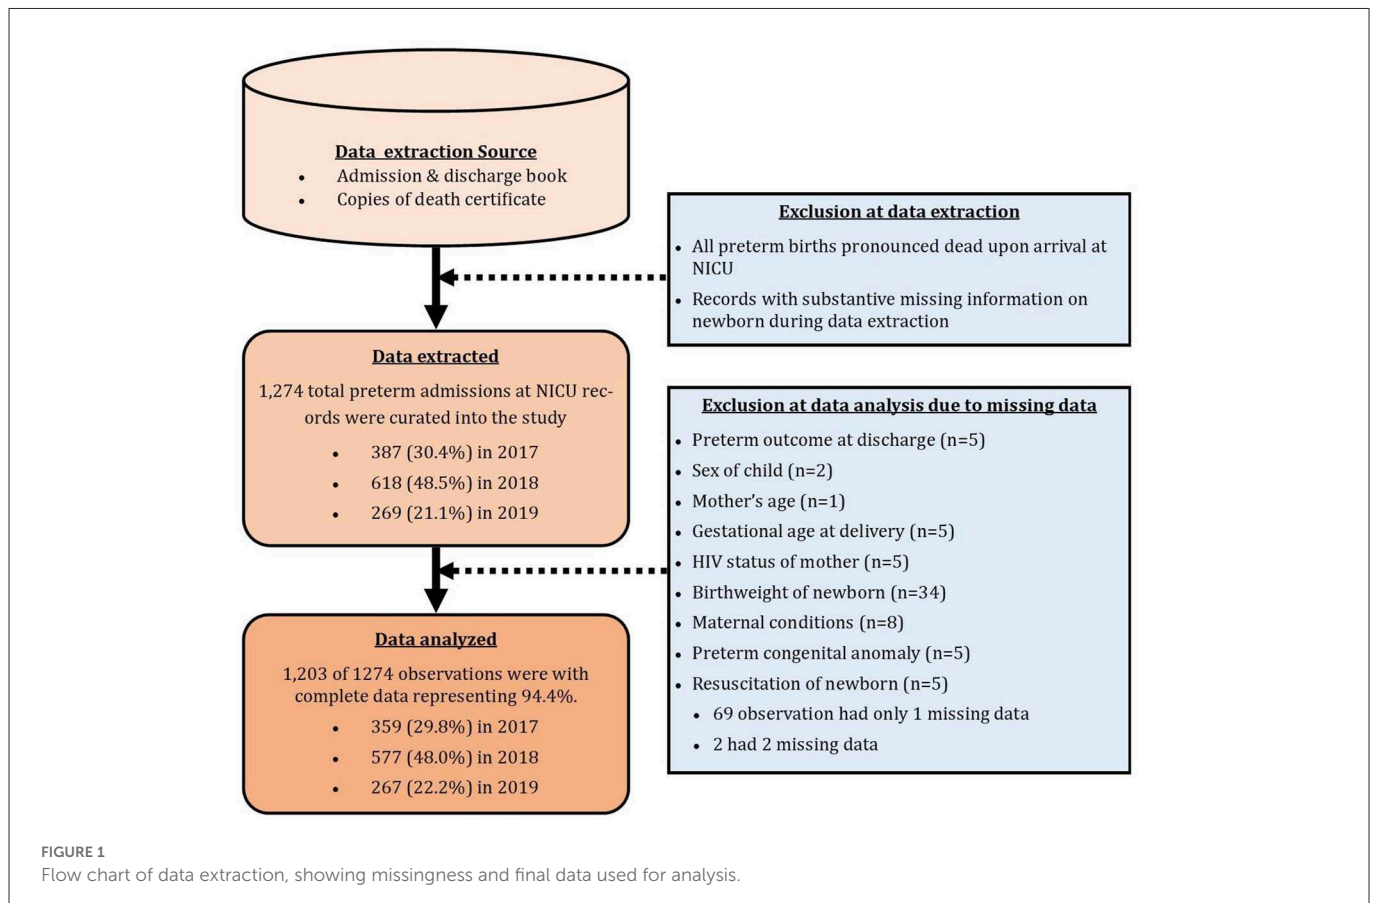 Data extraction Source
• Admission & discharge book
• Copies of death certificate
Exclusion at data extraction
• All preterm births pronounced dead upon arrival at
NICU
• Records with substantive missing information on
newborn during data extraction
Data extracted
1,274 total preterm admissions at NICU rec-
ords were curated into the study
• 387 (30.4%) in 2017
• 618 (48.5%) in 2018
• 269 (21.1%) in 2019
Exclusion at data analysis due to missing data
• Preterm outcome at discharge (n=5)
• Sex of child (n=2)
• Mother's age (n=1)
• Gestational age at delivery (n=5)
• HIV status of mother (n=5)
• Birthweight of newborn (n=34)
• Maternal conditions (n=8)
• Preterm congenital anomaly (n=5)
• Resuscitation of newborn (n=5)
• 69 observation had only 1 missing data
• 2 had 2 missing data
Data analyzed
1,203 of 1274 observations were with
complete data representing 94.4%.
• 359 (29.8%) in 2017
• 577 (48.0%) in 2018
• 267 (22.2%) in 2019
FIGURE 1
Flow chart of data extraction, showing missingness and final data used for analysis.